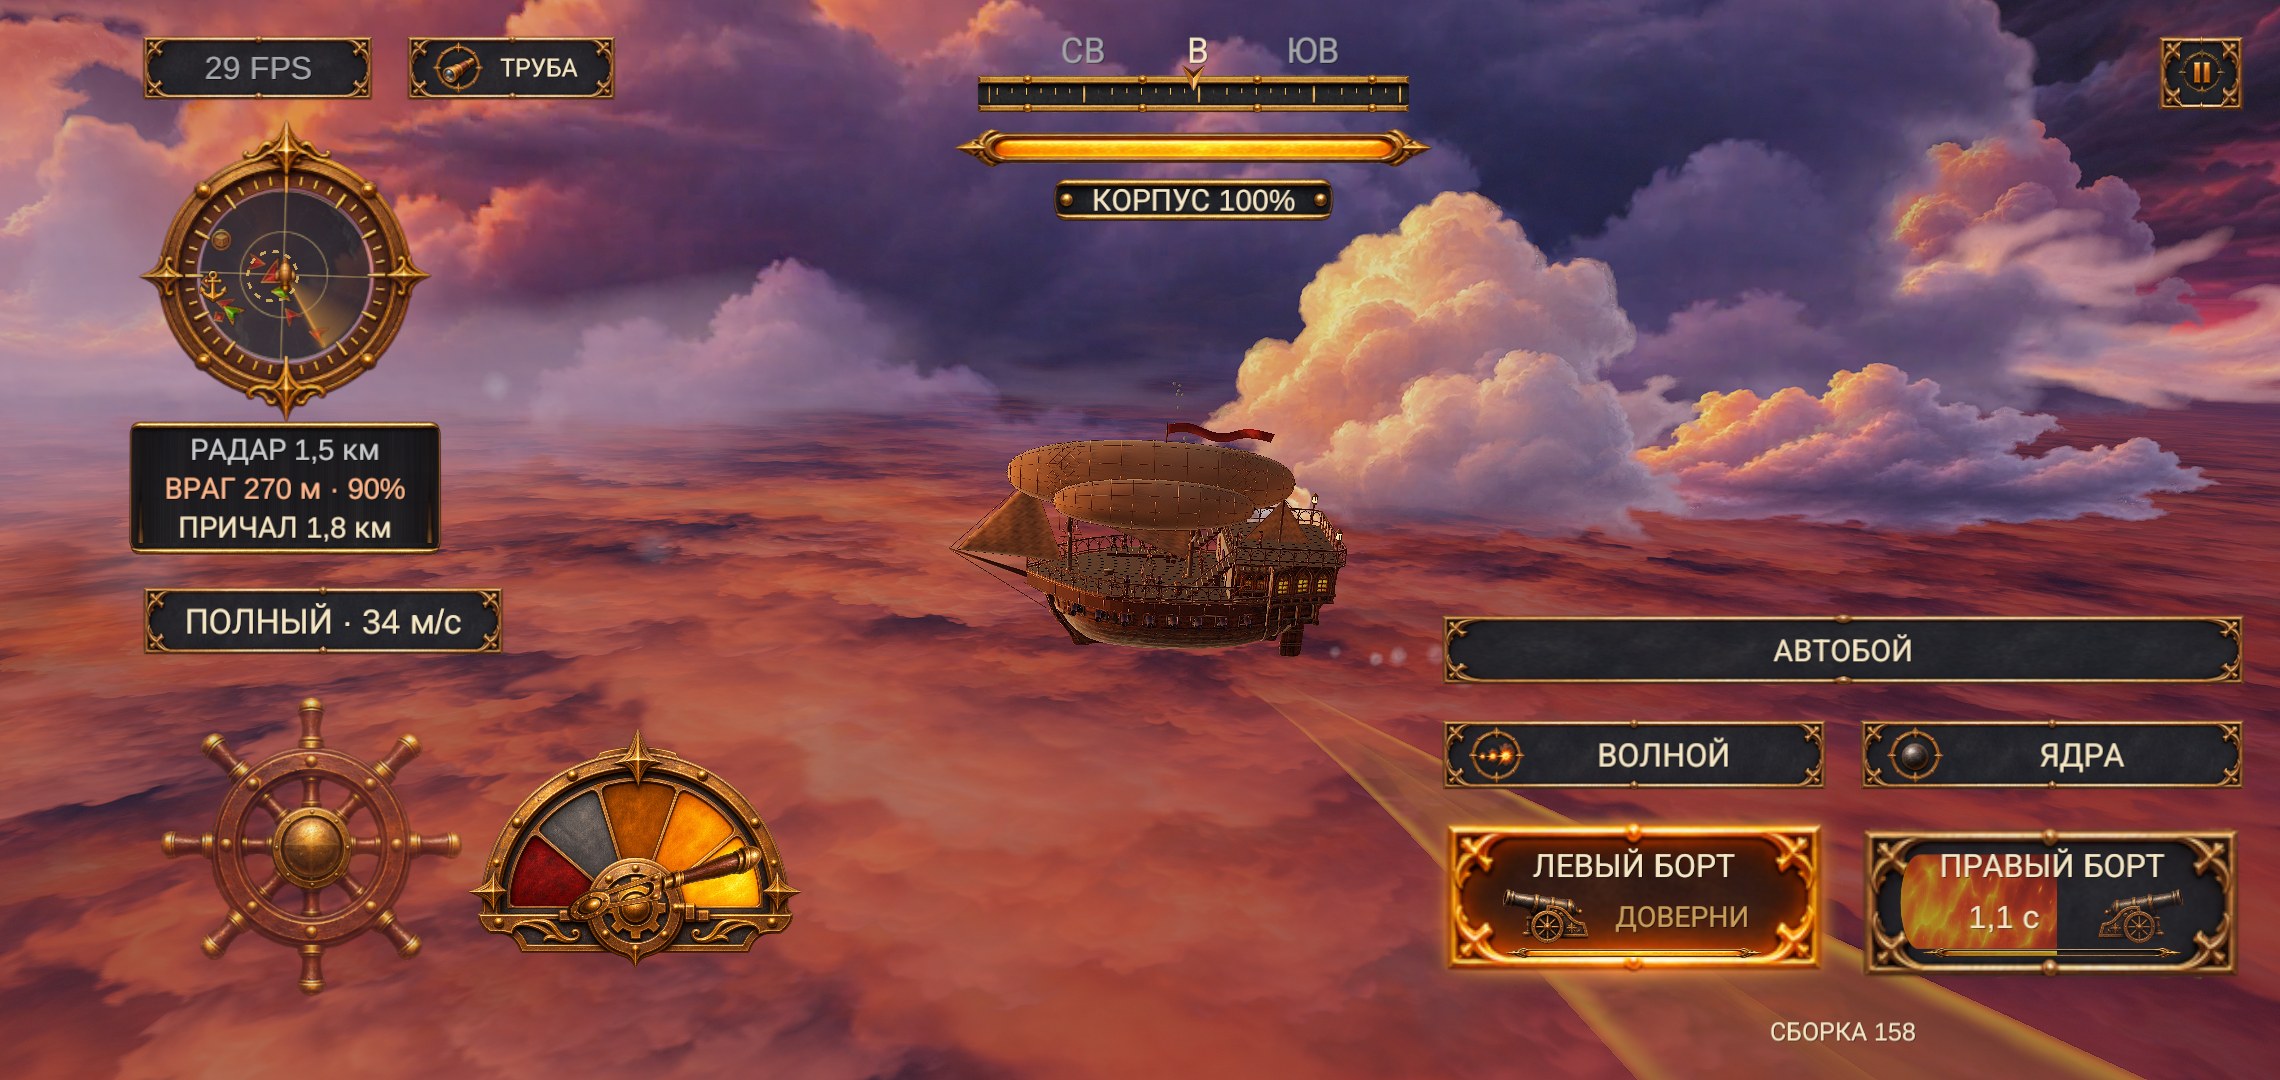 29 FPS
ТРУБА
СВ В ЮВ
КОРПУС 100%
РАДАР 1,5 км
ВРАГ 270 м · 90%
ПРИЧАЛ 1,8 км
ПОЛНЫЙ · 34 м/с
АВТОБОЙ
ВОЛНОЙ
ЯДРА
ЛЕВЫЙ БОРТ
ДОВЕРНИ
ПРАВЫЙ БОРТ
1,1 с
СБОРКА 158